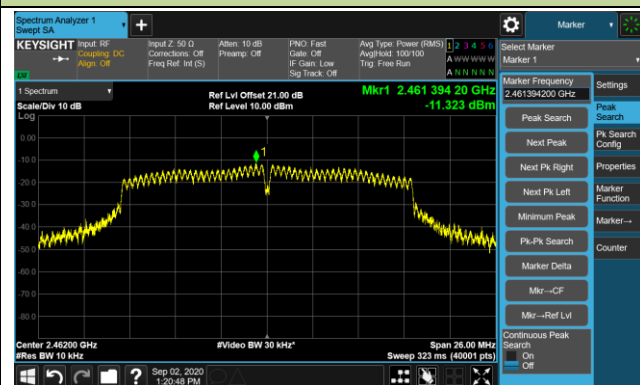 Spectrum Analyzer 1
Swept SA
+
Marker
KEYSIGHT Input: RF Input Z: 50 Ω Atten: 10 dB PNO: Fast Avg Type: Power (RMS) 1 2 3 4 5 6
Coupling: DC Corrections: Off Preamp: Off Gate: Off Avg|Hold: 100/100 A W W W W W
Align: Off Freq Ref: Int (S) IF Gain: Low Trig: Free Run
Sig Track: Off A N N N N N
LXI
Select Marker
Marker 1
1 Spectrum
Scale/Div 10 dB
Log
Ref Lvl Offset 21.00 dB
Ref Level 10.00 dBm
Mkr1 2.461 394 20 GHz
-11.323 dBm
0.00
-10.0
-20.0
-30.0
-40.0
-50.0
-60.0
-70.0
-80.0
1
Center 2.46200 GHz #Video BW 30 kHz* Span 26.00 MHz
#Res BW 10 kHz Sweep 323 ms (40001 pts)
Marker Frequency
2.461394200 GHz
Peak Search
Next Peak
Next Pk Right
Next Pk Left
Minimum Peak
Pk-Pk Search
Marker Delta
Mkr→CF
Mkr→Ref Lvl
Continuous Peak
Search
On
Off
Settings
Peak
Search
Pk Search
Config
Properties
Marker
Function
Marker→
Counter
?
Sep 02, 2020
1:20:48 PM